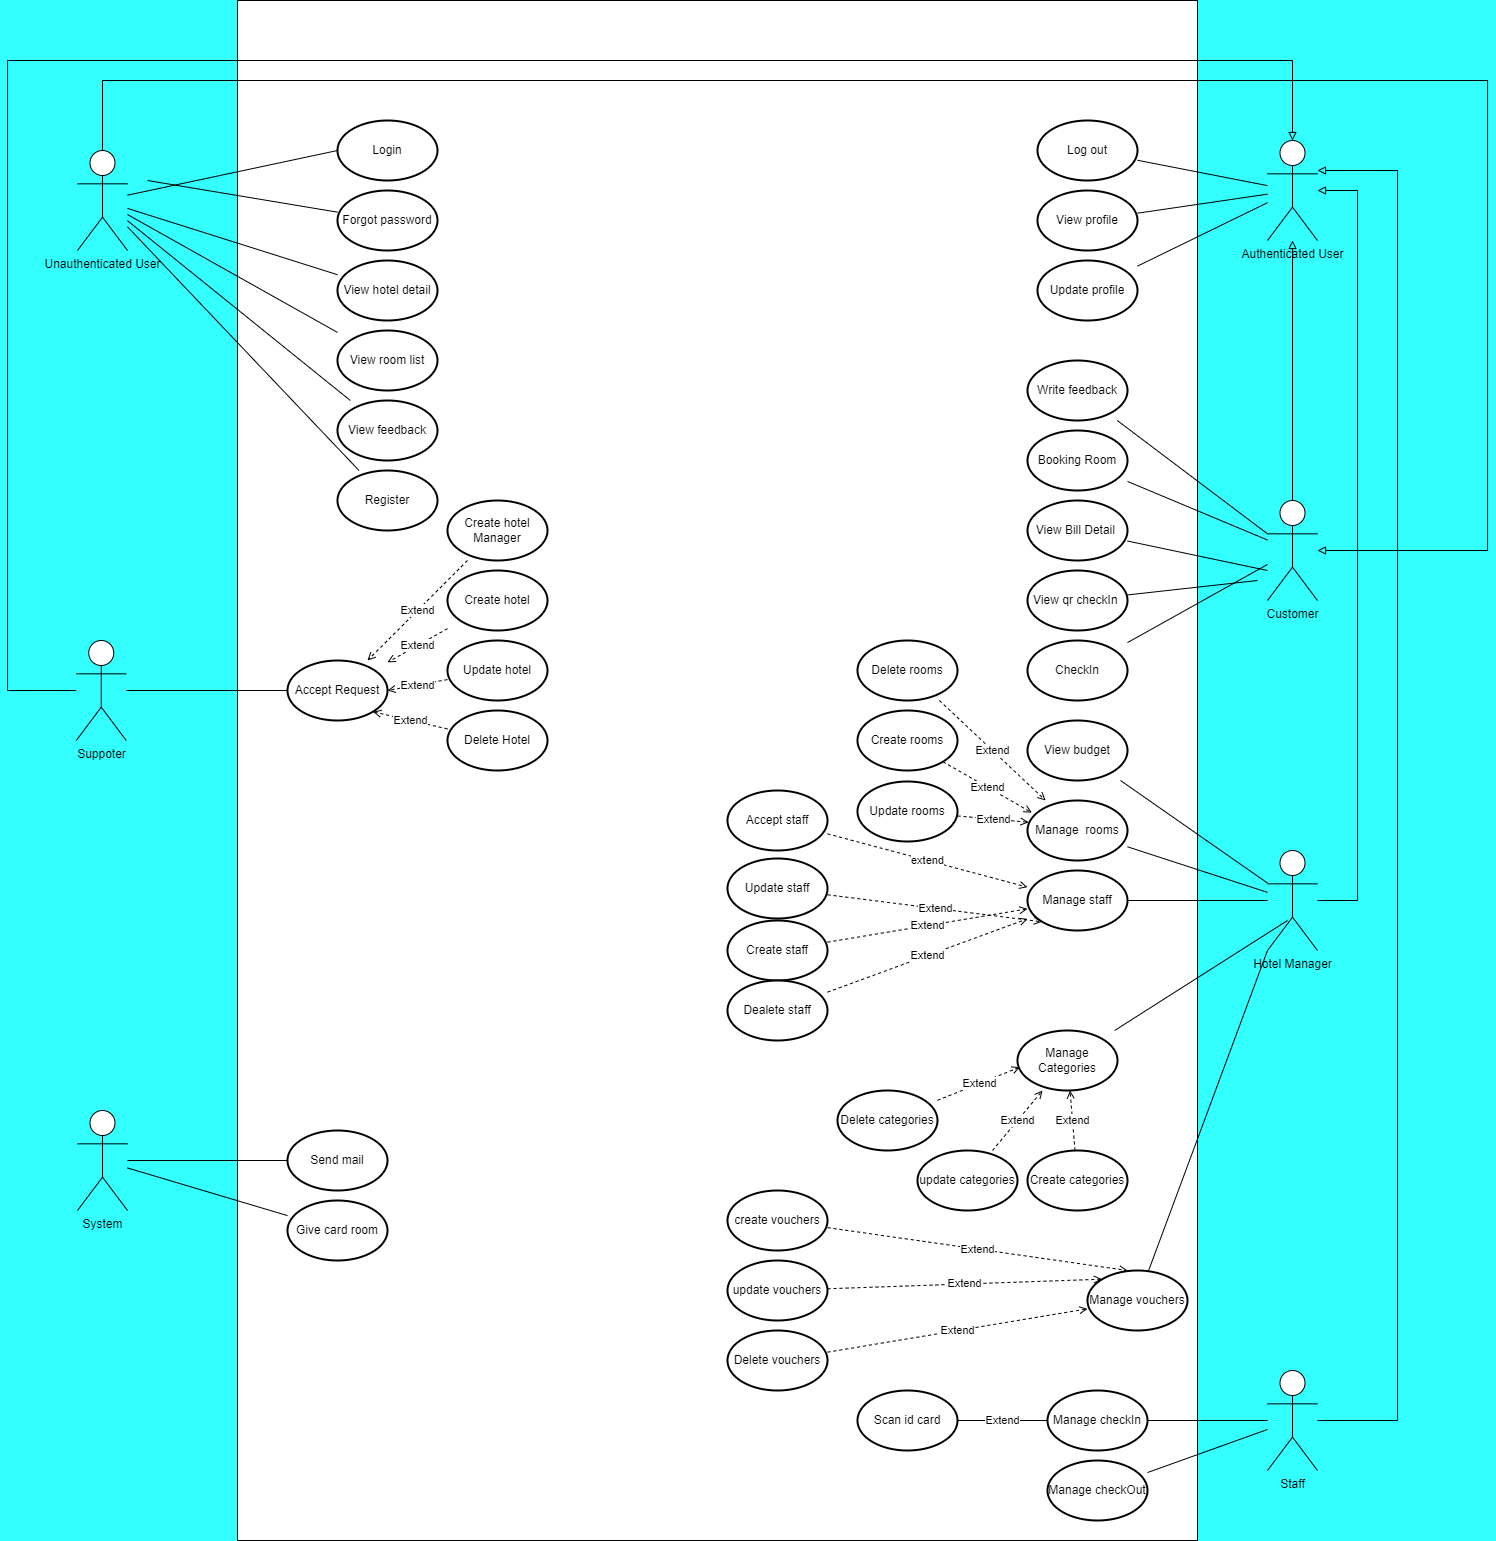 Login
Forgot password
View hotel detail
View room list
View feedback
Register
Unauthenticated User
Log out
View profile
Update profile
Authenticated User
Write feedback
Booking Room
View Bill Detail
View qr checkIn
CheckIn
Customer
Create hotel
Manager
Create hotel
Update hotel
Delete Hotel
Extend
Extend
Extend
Extend
Accept Request
Suppoter
Delete rooms
Create rooms
Update rooms
Extend
Extend
Extend
View budget
Manage  rooms
Accept staff
Update staff
Create staff
Dealete staff
extend
Extend
Extend
Extend
Manage staff
Hotel Manager
Manage
Categories
Extend
Extend
Extend
Delete categories
update categories
Create categories
Send mail
Give card room
System
create vouchers
update vouchers
Delete vouchers
Extend
Extend
Extend
Manage vouchers
Scan id card
Extend
Manage checkIn
Manage checkOut
Staff